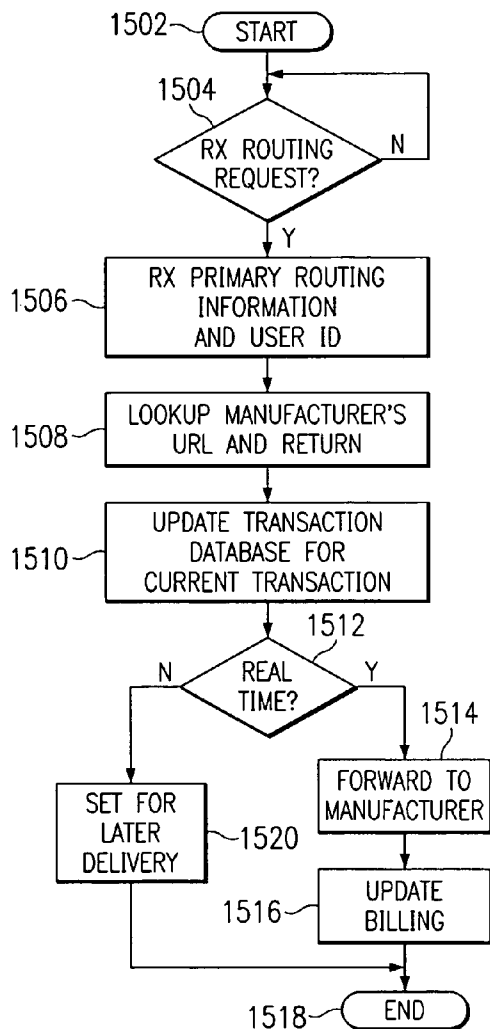 1502
START
1504
RX ROUTING
REQUEST?
N
Y
1506
RX PRIMARY ROUTING
INFORMATION
AND USER ID
1508
LOOKUP MANUFACTURER'S
URL AND RETURN
1510
UPDATE TRANSACTION
DATABASE FOR
CURRENT TRANSACTION
1512
N
REAL
TIME?
Y
1514
FORWARD TO
MANUFACTURER
SET FOR
LATER
DELIVERY
1520
1516
UPDATE
BILLING
1518
END